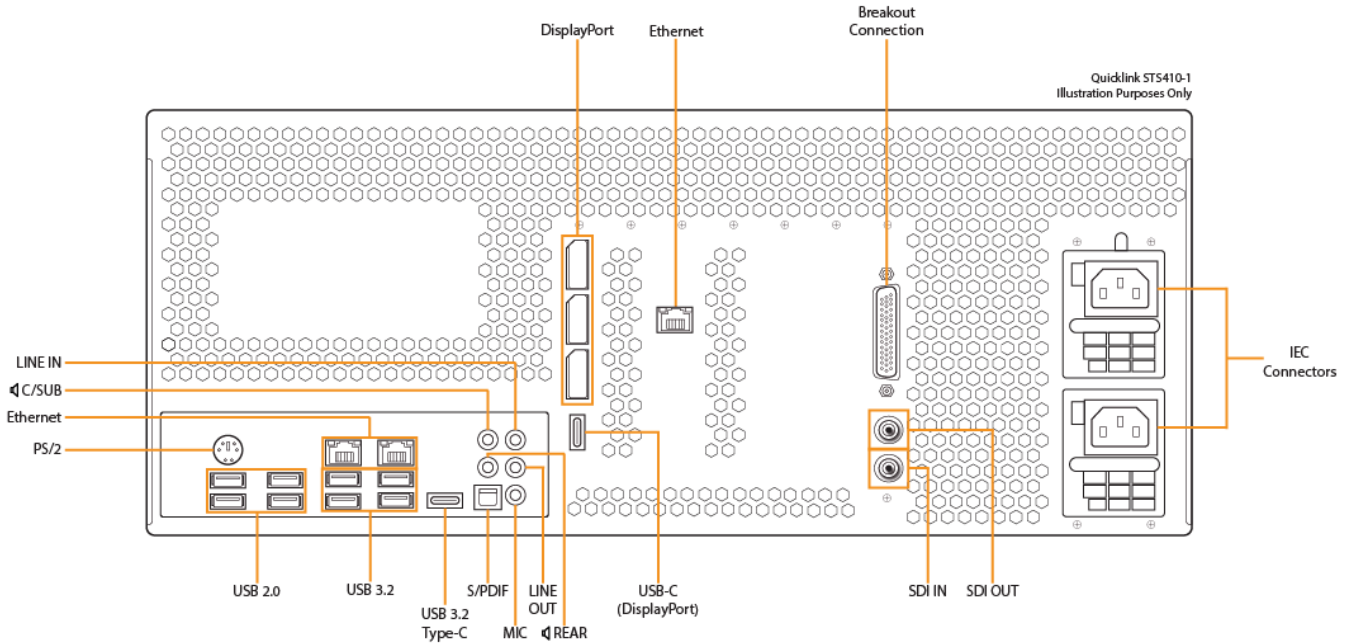 Breakout
Connection
DisplayPort
Ethernet
Quicklink STS410-1
Illustration Purposes Only
LINE IN
C/SUB
Ethernet
PS/2
IEC
Connectors
USB 2.0
USB 3.2
USB 3.2
Type-C
S/PDIF
MIC
LINE
OUT
REAR
USB-C
(DisplayPort)
SDI IN
SDI OUT